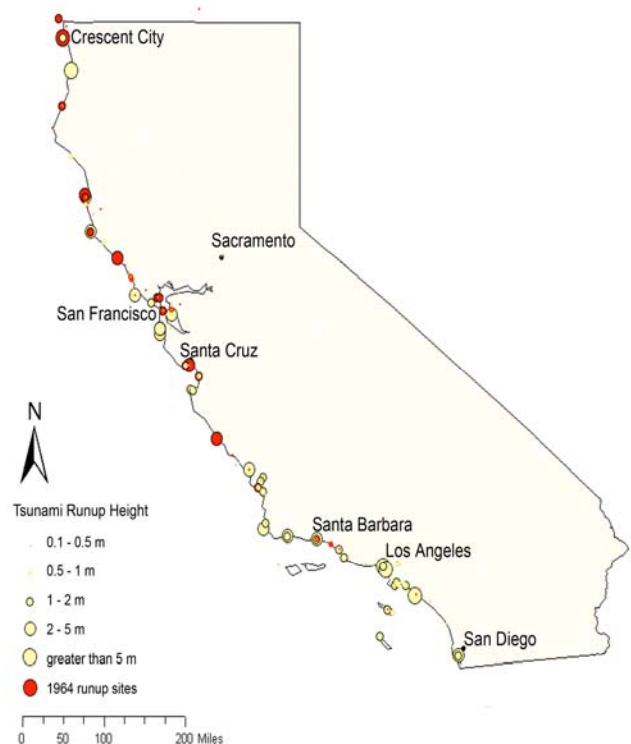 Crescent City
Sacramento
San Francisco
Santa Cruz
N
Tsunami Runup Height
0.1 - 0.5 m
0.5 - 1 m
1 - 2 m
2 - 5 m
greater than 5 m
1964 runup sites
Santa Barbara
Los Angeles
San Diego
0 50 100 200 Miles